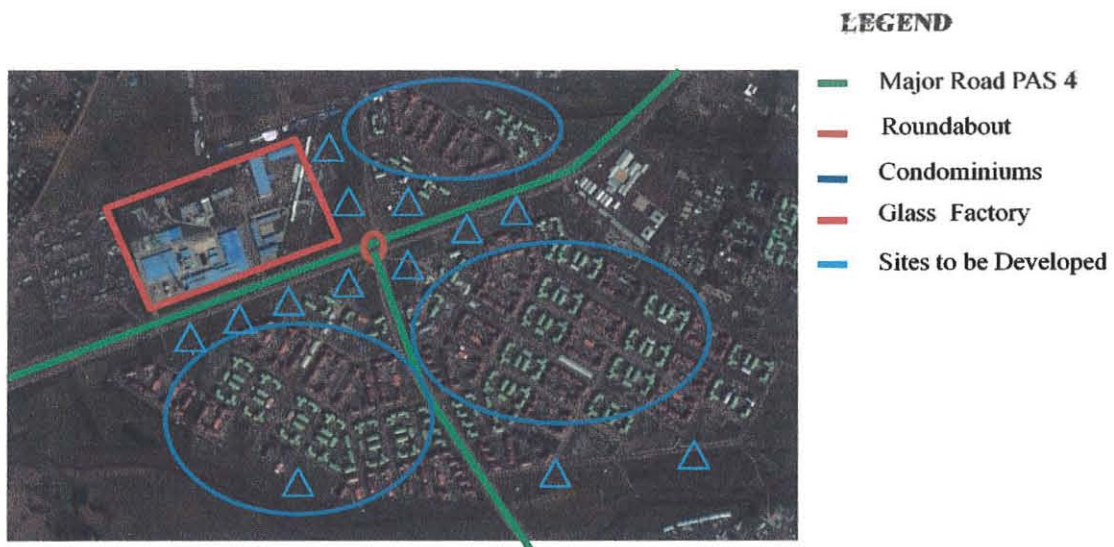 LEGEND
Major Road PAS 4
Roundabout
Condominiums
Glass Factory
Sites to be Developed